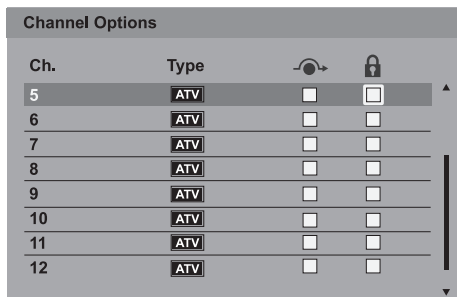 Channel Options
Ch. Type
5 ATV
6 ATV
7 ATV
8 ATV
9 ATV
10 ATV
11 ATV
12 ATV